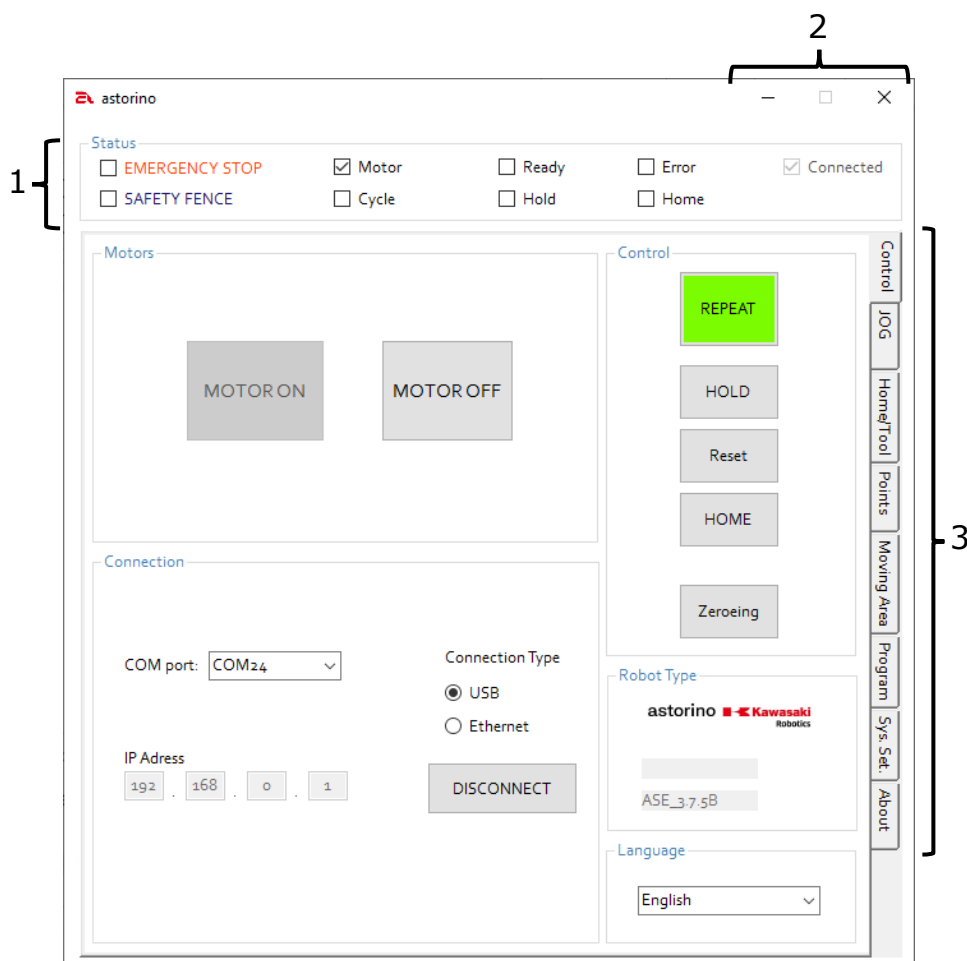 2
astorino
Status
1
EMERGENCY STOP
Motor
Ready
Error
Connected
SAFETY FENCE
Cycle
Hold
Home
Motors
MOTOR ON
MOTOR OFF
Control
REPEAT
HOLD
Reset
HOME
Zeroeing
Control
JOG
Home/Tool
Points
Moving Area
Program
Sys. Set.
About
3
Connection
COM port: COM24
Connection Type
USB
Ethernet
IP Adress
192 . 168 . 0 . 1
DISCONNECT
Robot Type
astorino Kawasaki
Robotics
ASE_3.7.5B
Language
English